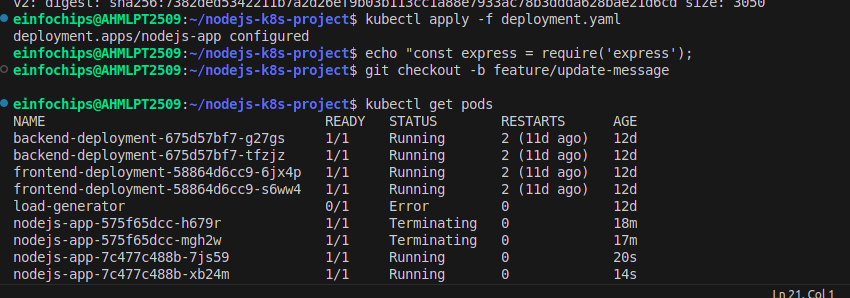 v2: digest: sha256:7382ded5342211b7a2d26ef9b03b113cc1a88e7933ac78b3ddda628bae21d6cd size: 3050
einfochips@AHMLPT2509:~/nodejs-k8s-project$ kubectl apply -f deployment.yaml
deployment.apps/nodejs-app configured
einfochips@AHMLPT2509:~/nodejs-k8s-project$ echo "const express = require('express');
einfochips@AHMLPT2509:~/nodejs-k8s-project$ git checkout -b feature/update-message
einfochips@AHMLPT2509:~/nodejs-k8s-project$ kubectl get pods
NAME READY STATUS RESTARTS AGE
backend-deployment-675d57bf7-g27gs 1/1 Running 2 (11d ago) 12d
backend-deployment-675d57bf7-tfzjz 1/1 Running 2 (11d ago) 12d
frontend-deployment-58864d6cc9-6jx4p 1/1 Running 2 (11d ago) 12d
frontend-deployment-58864d6cc9-s6ww4 1/1 Running 2 (11d ago) 12d
load-generator 0/1 Error 0 12d
nodejs-app-575f65dcc-h679r 1/1 Terminating 0 18m
nodejs-app-575f65dcc-mgh2w 1/1 Terminating 0 17m
nodejs-app-7c477c488b-7js59 1/1 Running 0 20s
nodejs-app-7c477c488b-xb24m 1/1 Running 0 14s
Ln 21, Col 1